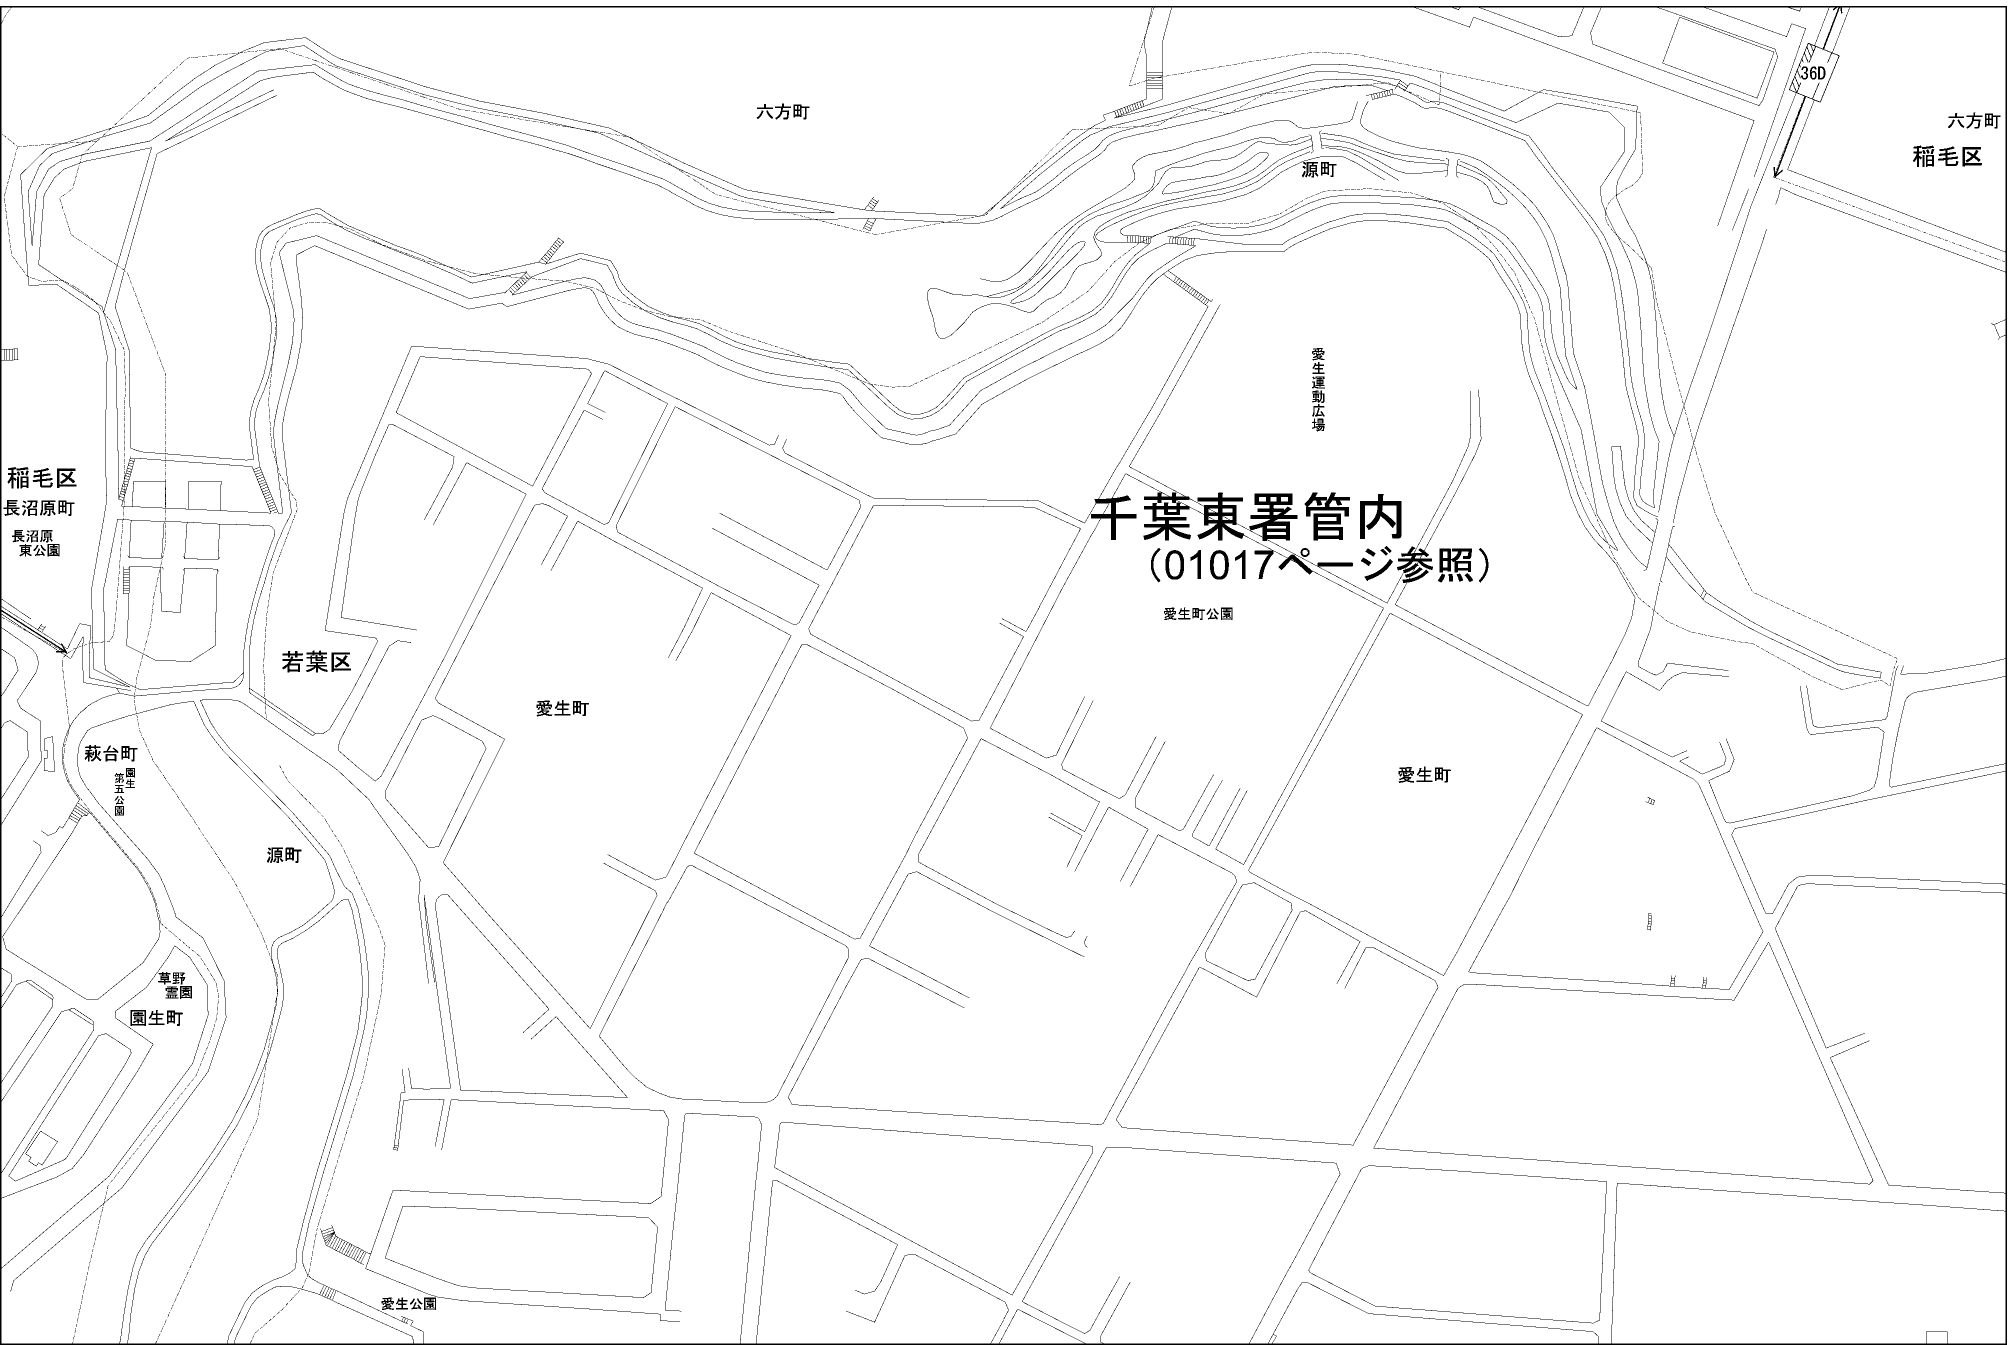 36D
六方町
六方町
稲毛区
源町
愛生運動広場
稲毛区
長沼原町
長沼原
東公園
千葉東署管内
（01017ページ参照）
愛生町公園
若葉区
愛生町
萩台町
園生
第五公園
愛生町
源町
草野
霊園
園生町
愛生公園